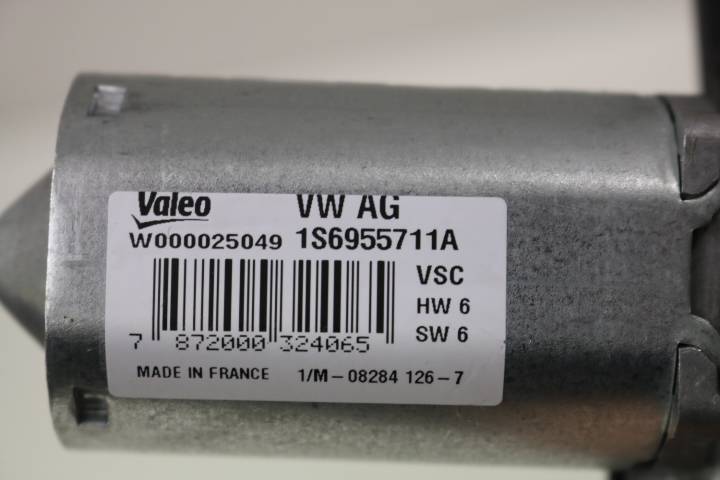 Valeo VW AG
W000025049 1S6955711A
VSC
HW 6
SW 6
7 872000 324065
MADE IN FRANCE 1/M-08284 126-7